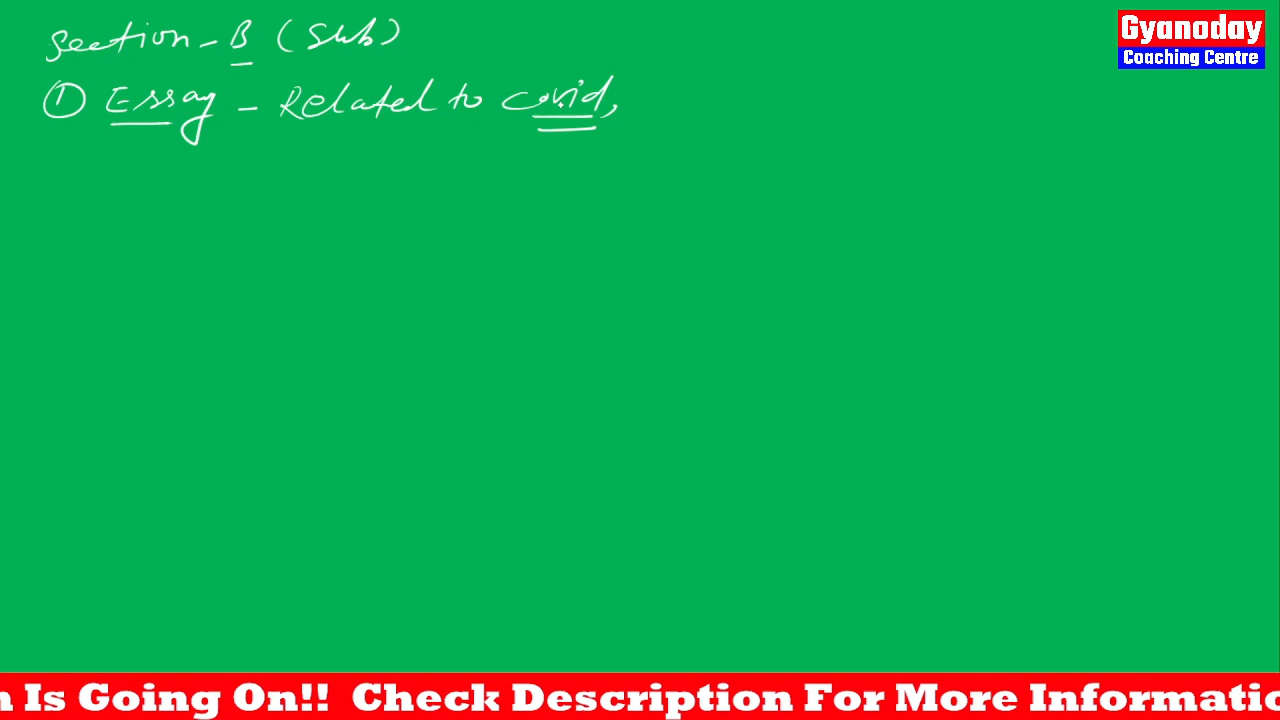 Section - B (Sub)
Gyanoday
Coaching Centre
① Essay - Related to Covid,
n Is Going On!! Check Description For More Informatio